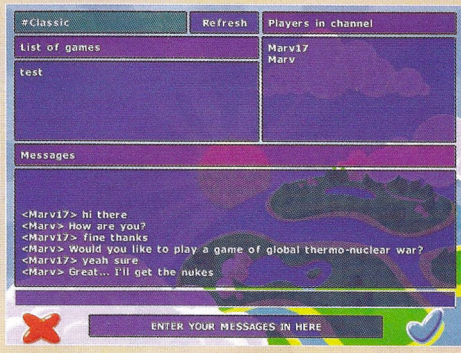 #Classic
Refresh
Players in channel
List of games
Marv17
Marv
test
Messages
<Marv17> hi there
<Marv> How are you?
<Marv17> fine thanks
<Marv> Would you like to play a game of global thermo-nuclear war?
<Marv17> yeah sure
<Marv> Great... I'll get the nukes
ENTER YOUR MESSAGES IN HERE